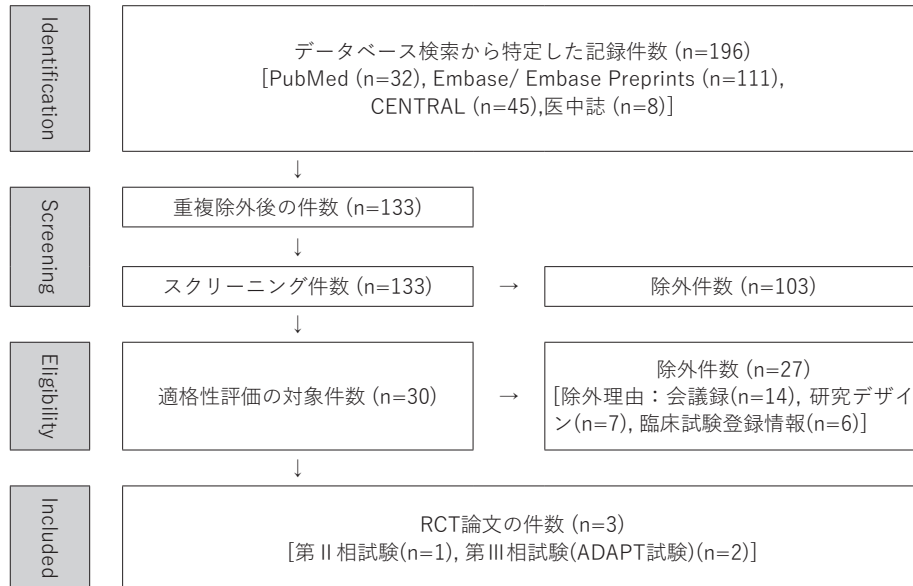 Identification
データベース検索から特定した記録件数 (n=196)
[PubMed (n=32), Embase/ Embase Preprints (n=111),
CENTRAL (n=45),医中誌 (n=8)]
↓
Screening
重複除外後の件数 (n=133)
↓
スクリーニング件数 (n=133)
→
除外件数 (n=103)
↓
Eligibility
適格性評価の対象件数 (n=30)
→
除外件数 (n=27)
[除外理由：会議録(n=14), 研究デザイ
ン(n=7), 臨床試験登録情報(n=6)]
↓
Included
RCT論文の件数 (n=3)
[第Ⅱ相試験(n=1), 第Ⅲ相試験(ADAPT試験)(n=2)]